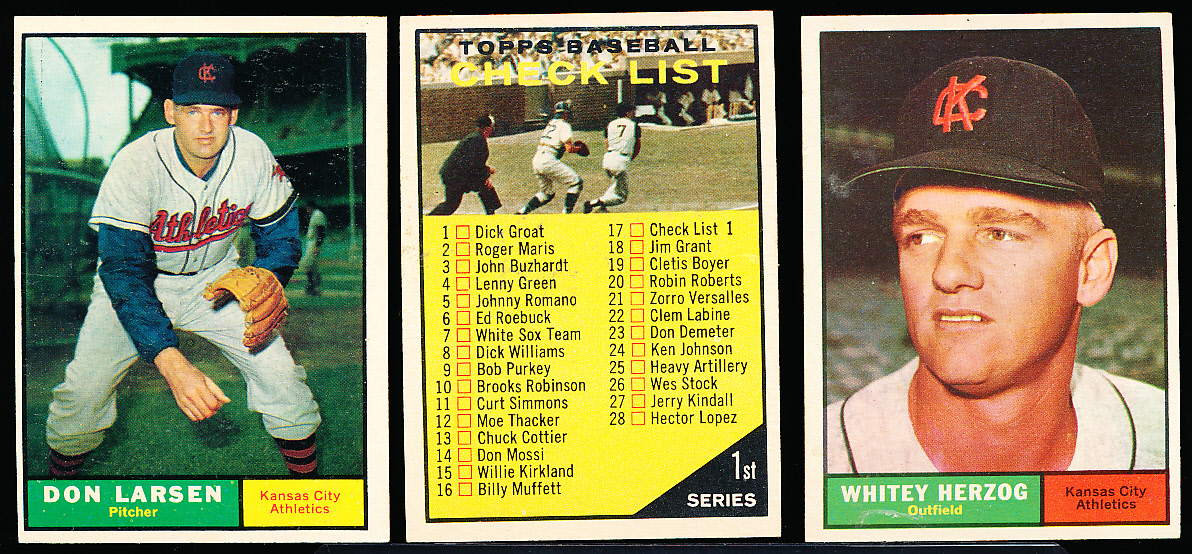 KC
Athletics
DON LARSEN
Pitcher
Kansas City
Athletics
TOPPS BASEBALL
CHECK LIST
2
7
1 Dick Groat
2 Roger Maris
3 John Buzhardt
4 Lenny Green
5 Johnny Romano
6 Ed Roebuck
7 White Sox Team
8 Dick Williams
9 Bob Purkey
10 Brooks Robinson
11 Curt Simmons
12 Moe Thacker
13 Chuck Cottier
14 Don Mossi
15 Willie Kirkland
16 Billy Muffett
17 Check List 1
18 Jim Grant
19 Cletis Boyer
20 Robin Roberts
21 Zorro Versalles
22 Clem Labine
23 Don Demeter
24 Ken Johnson
25 Heavy Artillery
26 Wes Stock
27 Jerry Kindall
28 Hector Lopez
1st
SERIES
KC
WHITEY HERZOG
Outfield
Kansas City
Athletics